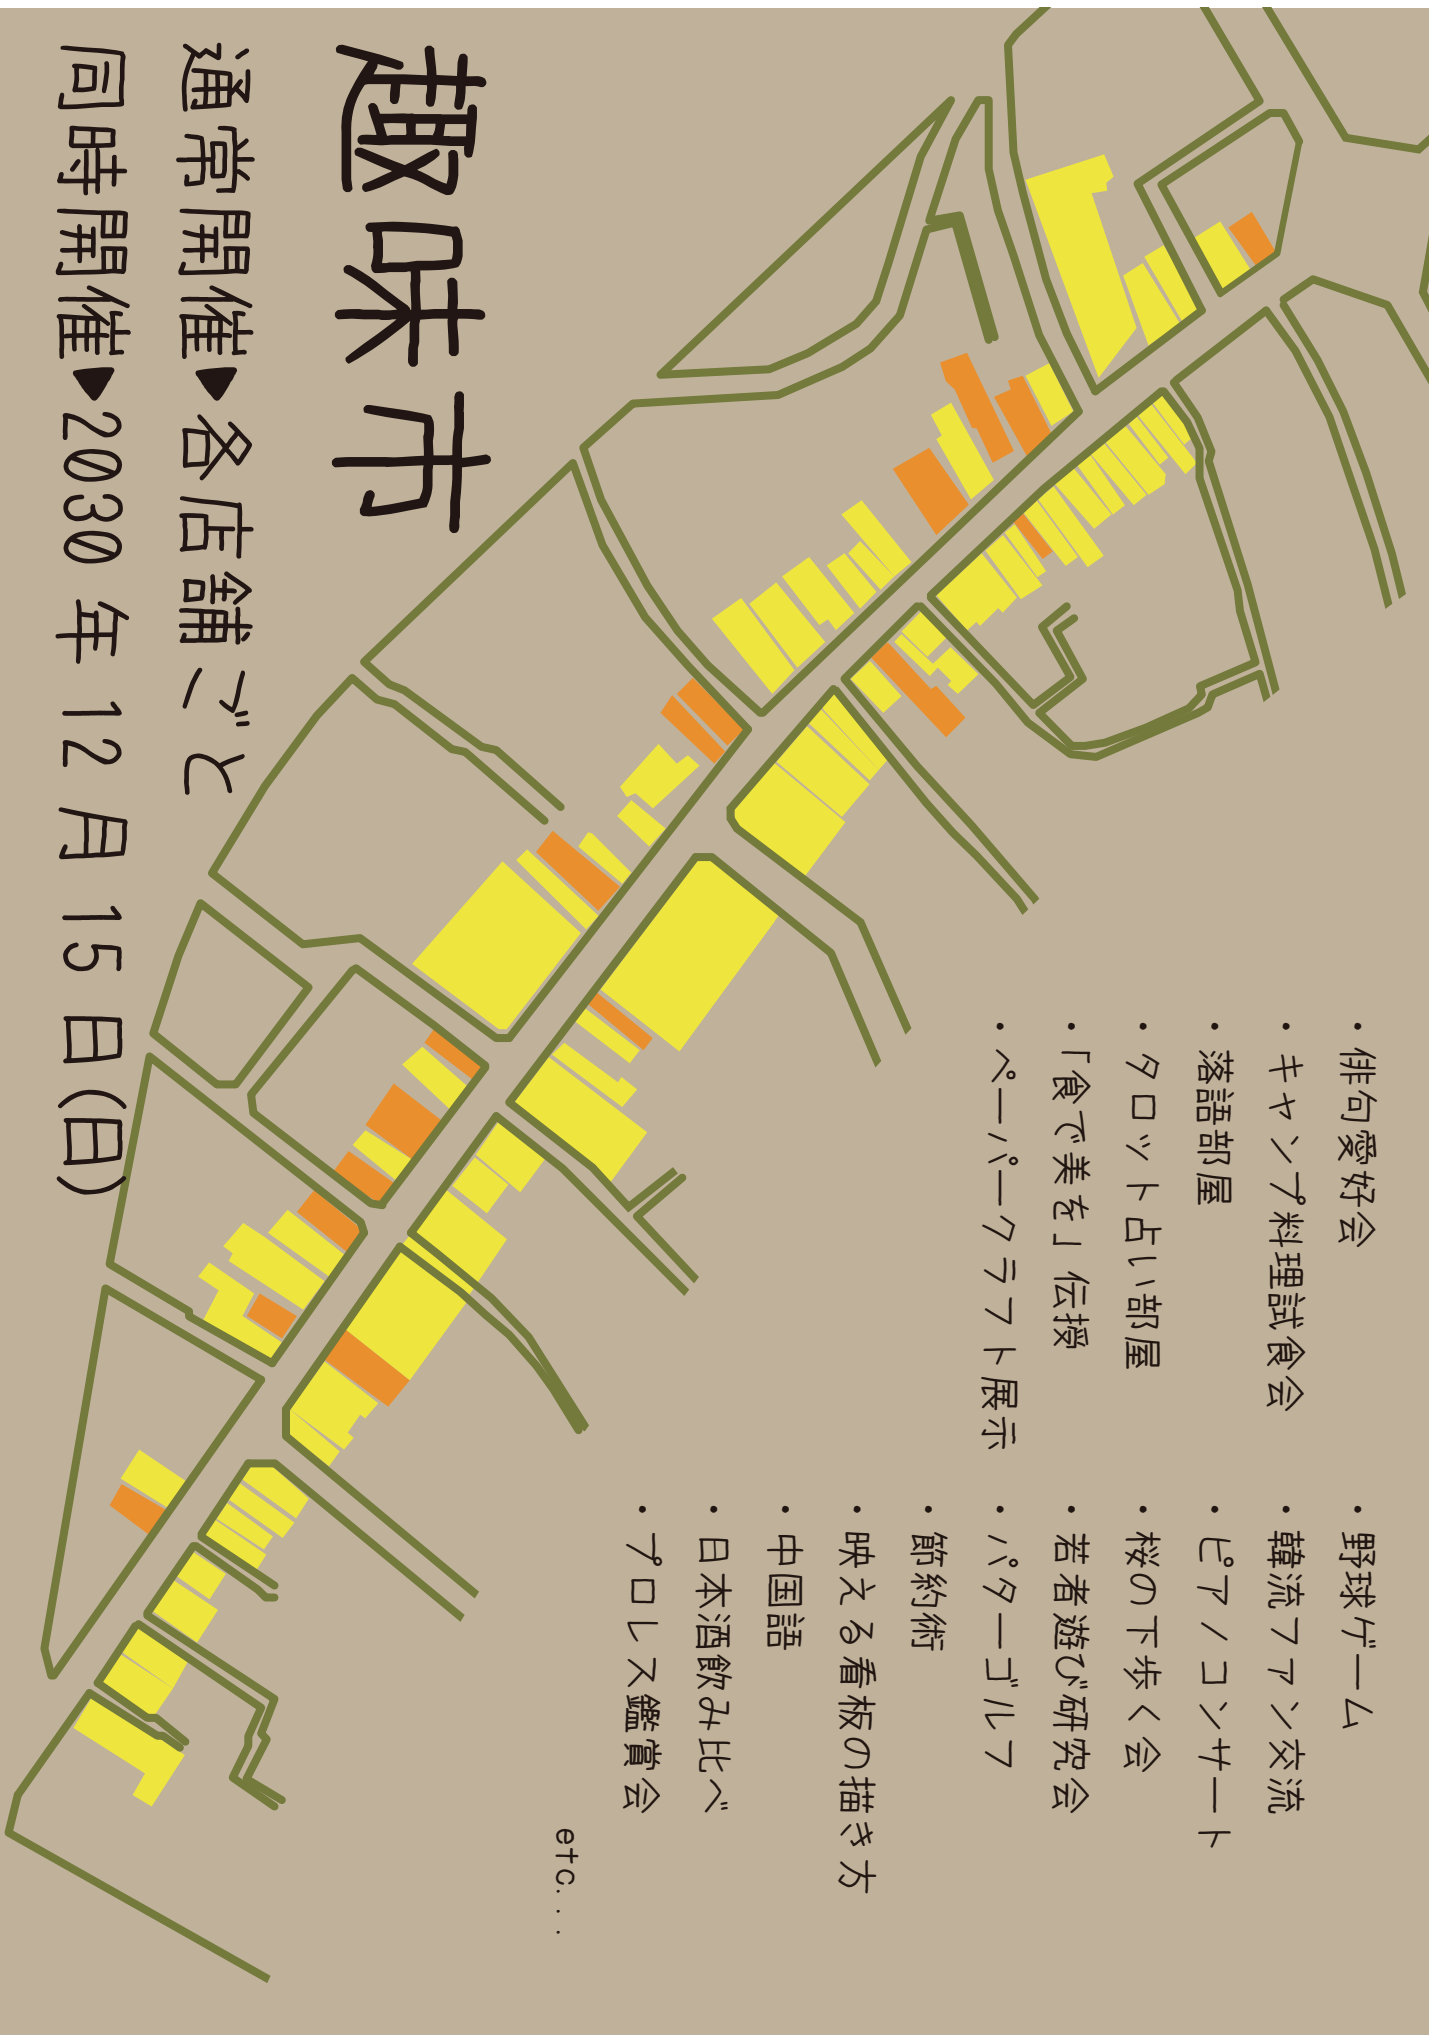 趣味市
通常開催▶各店舗ごと
同時開催▶2030年12月15日(日)
・俳句愛好会
・キャンプ料理試食会
・落語部屋
・タロット占い部屋
・「食で美を」伝授
・ペーパークラフト展示
・野球ゲーム
・韓流ファン交流
・ピアノコンサート
・桜の下歩く会
・若者遊び研究会
・パターゴルフ
・節約術
・映える看板の描き方
・中国語
・日本酒飲み比べ
・プロレス鑑賞会
etc...